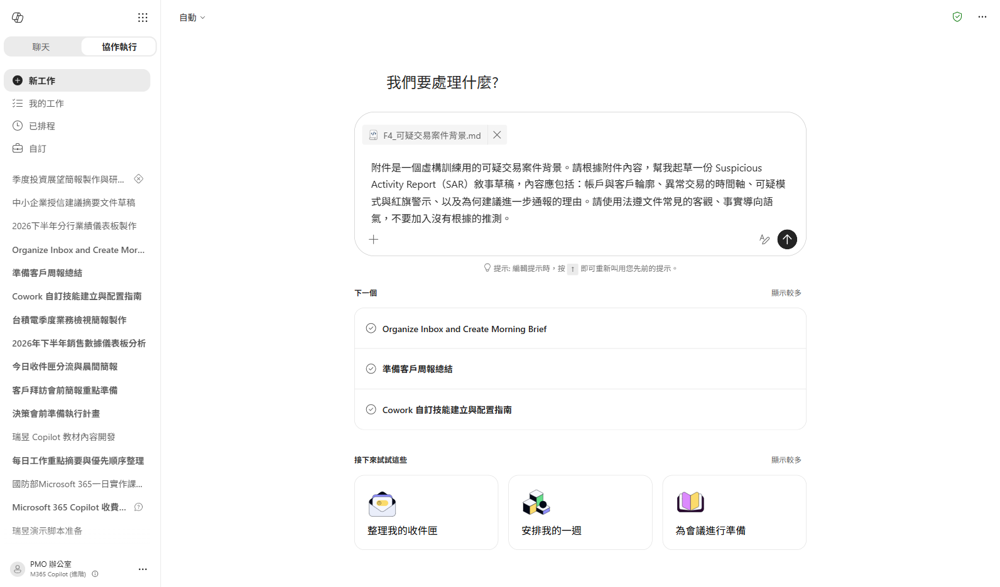 自動
聊天
協作執行
新工作
我的工作
已排程
自訂
季度投資展望簡報製作與研...
中小企業授信建議摘要文件草稿
2026下半年分行業績儀表板製作
Organize Inbox and Create Mor...
準備客戶周報總結
Cowork 自訂技能建立與配置指南
台積電季度業務檢視簡報製作
2026年下半年銷售數據儀表板分析
今日收件匣分流與晨間簡報
客戶拜訪會前簡報重點準備
決策會前準備執行計畫
瑞昱 Copilot 教材內容開發
每日工作重點摘要與優先順序整理
國防部Microsoft 365一日實作課...
Microsoft 365 Copilot 收費...
瑞昱演示脚本准备
PMO 辦公室
M365 Copilot (進階)
我們要處理什麼?
F4_可疑交易案件背景.md
附件是一個虛構訓練用的可疑交易案件背景。請根據附件內容，幫我起草一份 Suspicious
Activity Report（SAR）敘事草稿，內容應包括：帳戶與客戶輪廓、異常交易的時間軸、可疑模
式與紅旗警示、以及為何建議進一步通報的理由。請使用法遵文件常見的客觀、事實導向語
氣，不要加入沒有根據的推測。
提示: 編輯提示時，按 ↑ 即可重新叫用您先前的提示。
下一個
顯示較多
Organize Inbox and Create Morning Brief
準備客戶周報總結
Cowork 自訂技能建立與配置指南
接下來試試這些
顯示較多
整理我的收件匣
安排我的一週
為會議進行準備